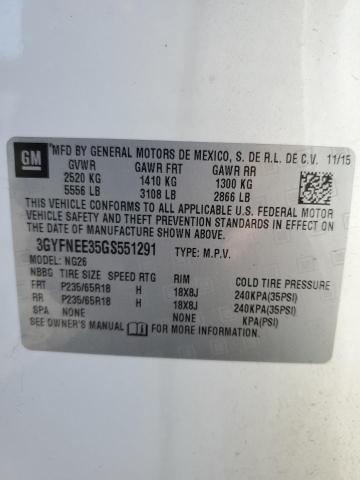 GM
MFD BY GENERAL MOTORS DE MEXICO, S. DE R.L. DE C.V. 11/15
GVWR GAWR FRT GAWR RR
2520 KG 1410 KG 1300 KG
5556 LB 3108 LB 2866 LB
THIS VEHICLE CONFORMS TO ALL APPLICABLE U.S. FEDERAL MOTOR
VEHICLE SAFETY AND THEFT PREVENTION STANDARDS IN EFFECT ON
THE DATE OF MANUFACTURE SHOWN ABOVE.
3GYFNEE35GS551291 TYPE: M.P.V.
MODEL: NG26
NBBG TIRE SIZE SPEED RTG RIM COLD TIRE PRESSURE
FRT P235/65R18 H 18X8J 240KPA(35PSI)
RR P235/65R18 H 18X8J 240KPA(35PSI)
SPA NONE NONE KPA(PSI)
SEE OWNER'S MANUAL FOR ADDITIONAL INFORMATION.